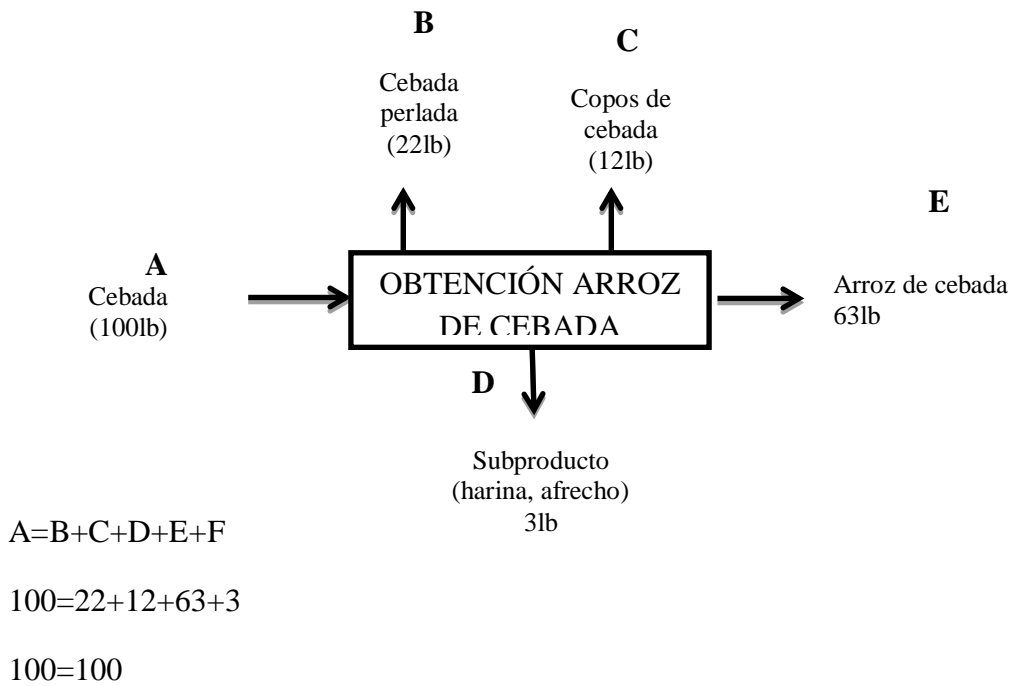 B
Cebada
perlada
(22lb)
C
Copos de
cebada
(12lb)
E
A
Cebada
(100lb)
OBTENCIÓN ARROZ
DE CEBADA
Arroz de cebada
63lb
D
Subproducto
(harina, afrecho)
3lb
A=B+C+D+E+F
100=22+12+63+3
100=100